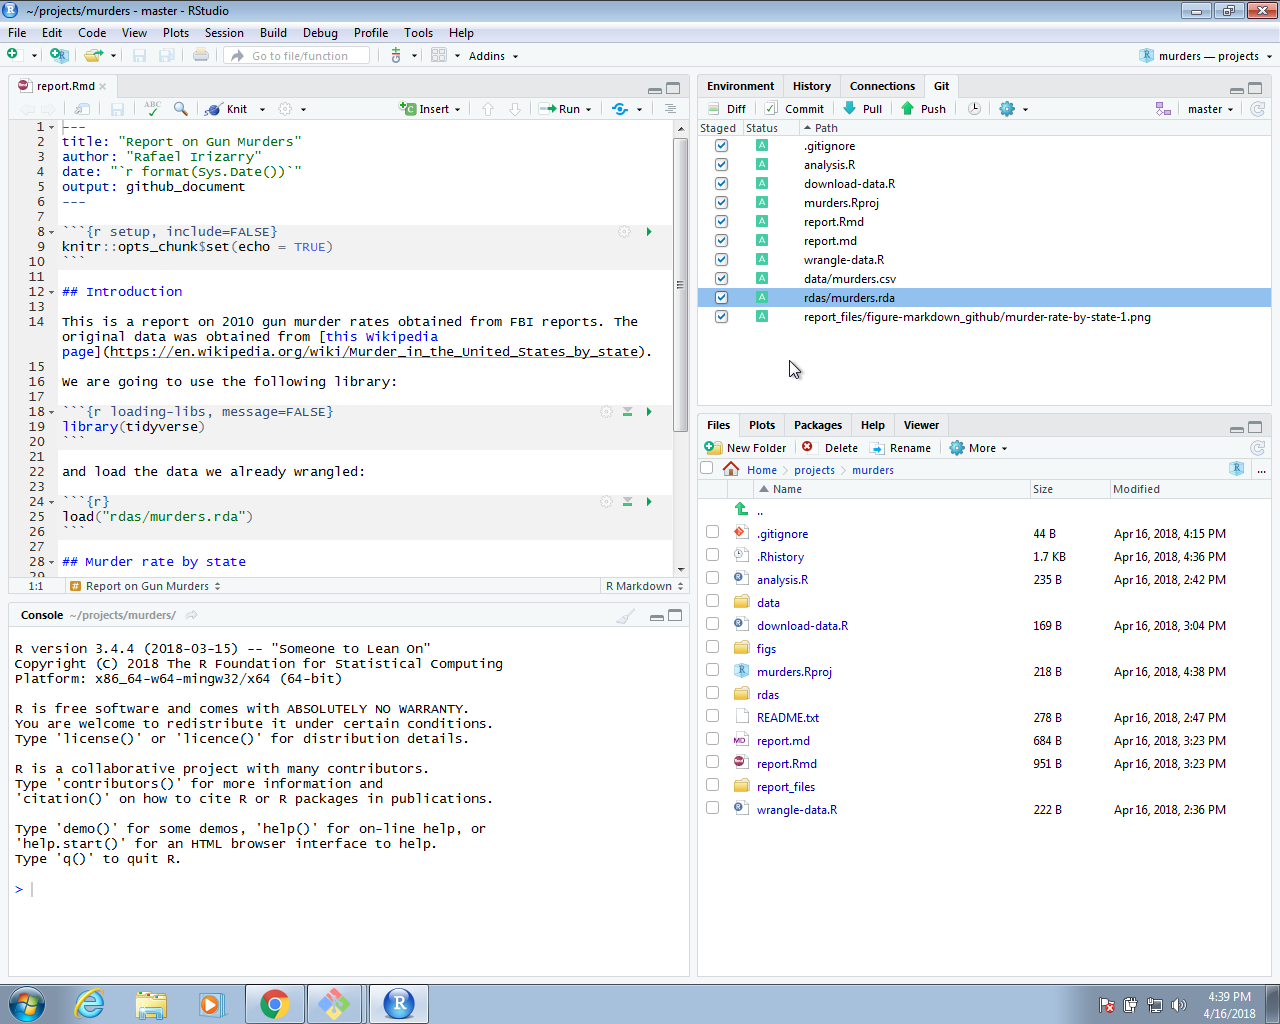 ~/projects/murders - master - RStudio
File Edit Code View Plots Session Build Debug Profile Tools Help
Go to file/function Addins murders — projects
report.Rmd
ABC Knit Insert Run
1 ---
2 title: "Report on Gun Murders"
3 author: "Rafael Irizarry"
4 date: "`r format(Sys.Date())`"
5 output: github_document
6 ---
7
8 ```{r setup, include=FALSE}
9 knitr::opts_chunk$set(echo = TRUE)
10 ```
11
12 ## Introduction
13
14 This is a report on 2010 gun murder rates obtained from FBI reports. The
original data was obtained from [this Wikipedia
page](https://en.wikipedia.org/wiki/Murder_in_the_United_States_by_state).
15
16 We are going to use the following library:
17
18 ```{r loading-libs, message=FALSE}
19 library(tidyverse)
20 ```
21
22 and load the data we already wrangled:
23
24 ```{r}
25 load("rdas/murders.rda")
26 ```
27
28 ## Murder rate by state
29
1:1 # Report on Gun Murders R Markdown
Console ~/projects/murders/
R version 3.4.4 (2018-03-15) -- "Someone to Lean On"
Copyright (C) 2018 The R Foundation for Statistical Computing
Platform: x86_64-w64-mingw32/x64 (64-bit)
R is free software and comes with ABSOLUTELY NO WARRANTY.
You are welcome to redistribute it under certain conditions.
Type 'license()' or 'licence()' for distribution details.
R is a collaborative project with many contributors.
Type 'contributors()' for more information and
'citation()' on how to cite R or R packages in publications.
Type 'demo()' for some demos, 'help()' for on-line help, or
'help.start()' for an HTML browser interface to help.
Type 'q()' to quit R.
>
Environment History Connections Git
Diff Commit Pull Push master
Staged Status Path
A .gitignore
A analysis.R
A download-data.R
A murders.Rproj
A report.Rmd
A report.md
A wrangle-data.R
A data/murders.csv
A rdas/murders.rda
A report_files/figure-markdown_github/murder-rate-by-state-1.png
Files Plots Packages Help Viewer
New Folder Delete Rename More
Home projects murders R ...
Name Size Modified
..
.gitignore 44 B Apr 16, 2018, 4:15 PM
.Rhistory 1.7 KB Apr 16, 2018, 4:36 PM
analysis.R 235 B Apr 16, 2018, 2:42 PM
data
download-data.R 169 B Apr 16, 2018, 3:04 PM
figs
murders.Rproj 218 B Apr 16, 2018, 4:38 PM
rdas
README.txt 278 B Apr 16, 2018, 2:47 PM
MD report.md 684 B Apr 16, 2018, 3:23 PM
report.Rmd 951 B Apr 16, 2018, 3:23 PM
report_files
wrangle-data.R 222 B Apr 16, 2018, 2:36 PM
R
4:39 PM
4/16/2018